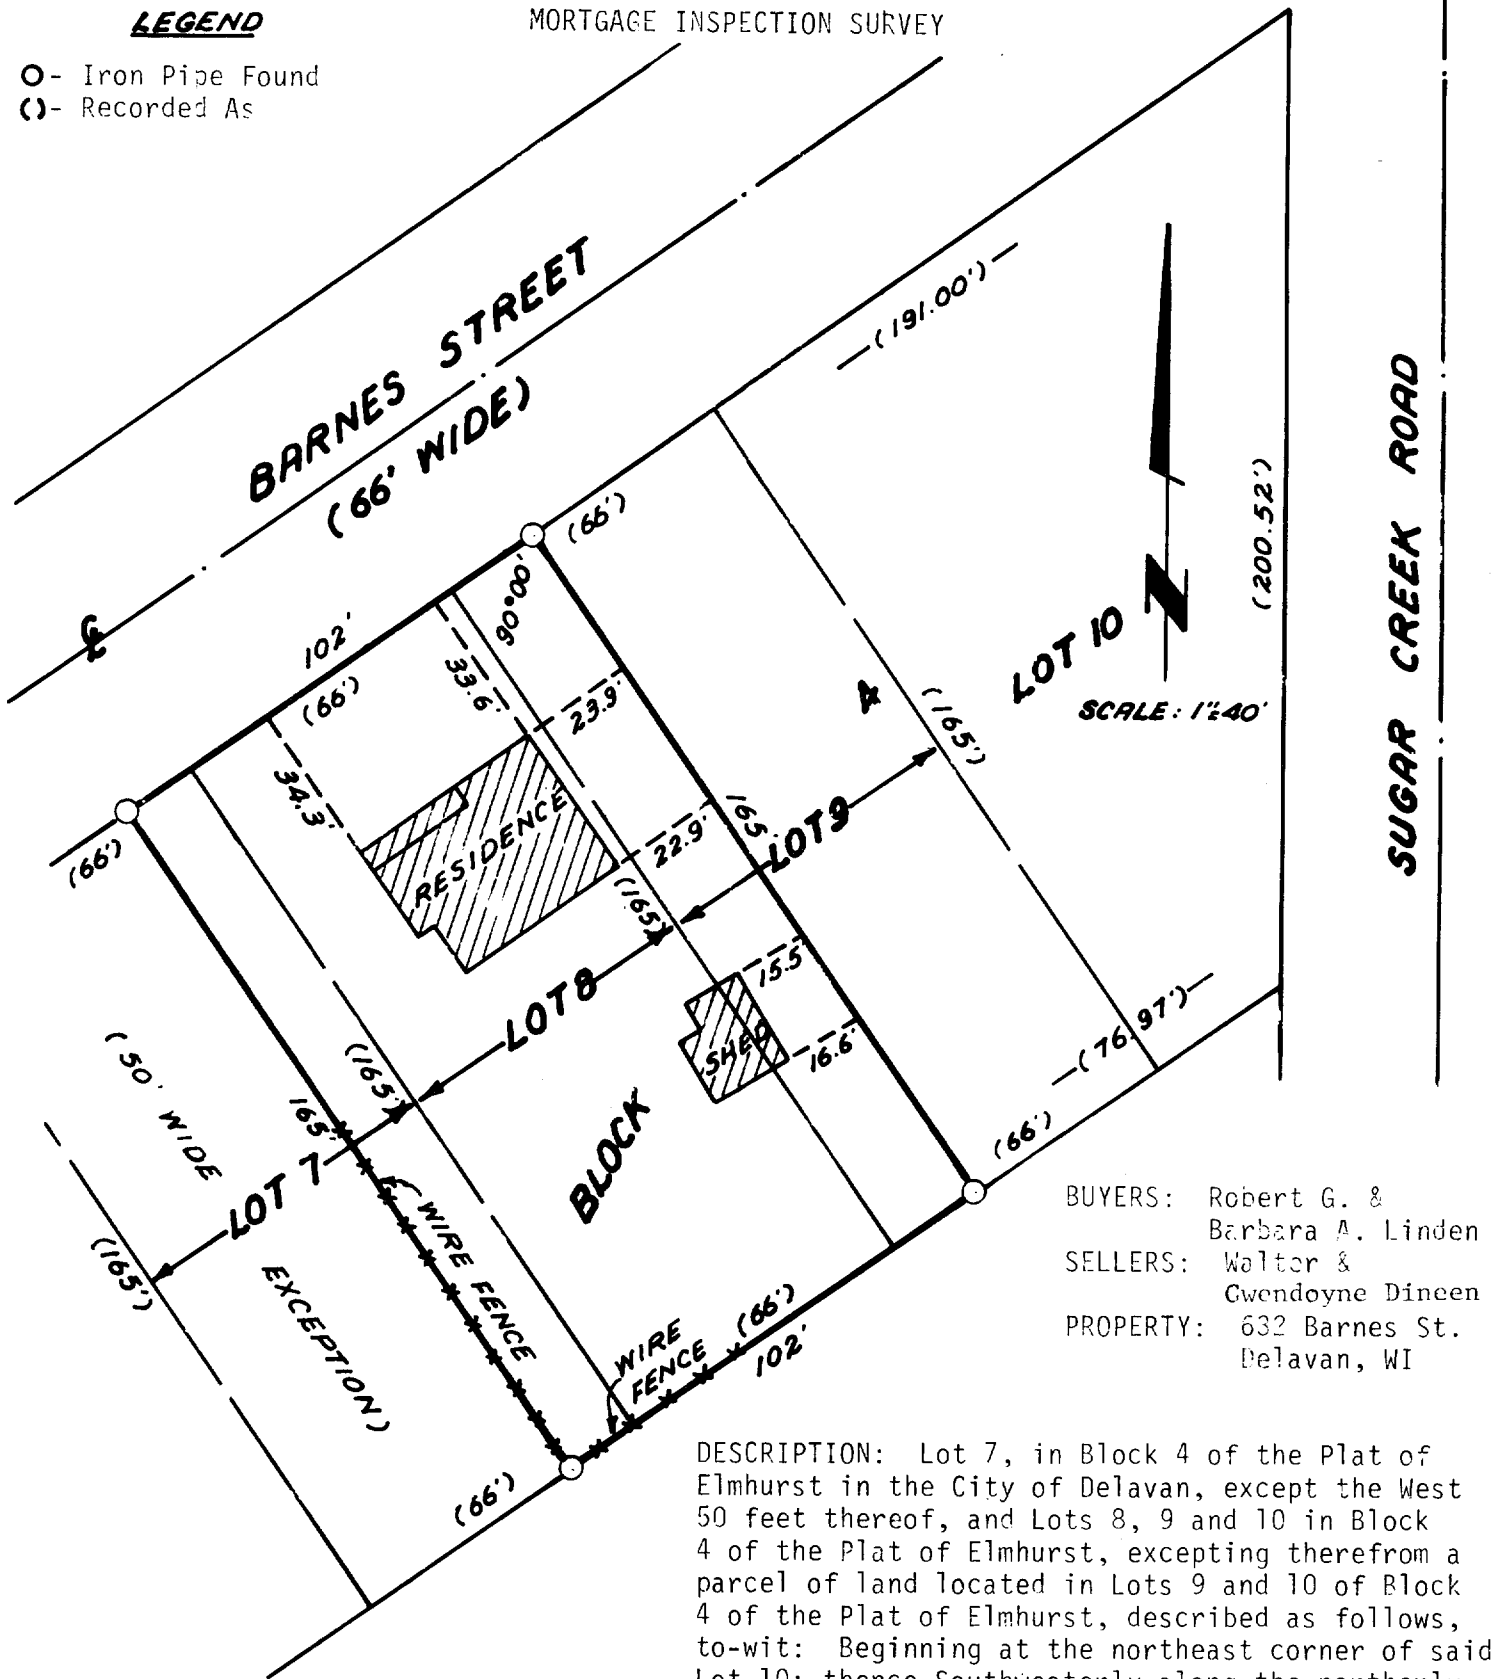 LEGEND
MORTGAGE INSPECTION SURVEY
O- Iron Pipe Found
()- Recorded As
BARNES STREET
(66' WIDE)
(191.00')
SUGAR CREEK ROAD
(200.52')
(66')
90°00'
102'
(66')
33.6'
23.9'
34.3'
LOT 10
N
SCALE: 1"=40'
4
(165')
RESIDENCE
(66')
22.9'
165'
LOT 9
(165')
LOT 8
15.5'
SHED
16.6'
(76.97')
(50' WIDE
EXCEPTION)
(165')
165'
LOT 7
BLOCK
(66')
WIRE FENCE
(165')
WIRE
FENCE
(66')
102'
(66')
BUYERS: Robert G. &
Barbara A. Linden
SELLERS: Walter &
Gwendoyne Dineen
PROPERTY: 632 Barnes St.
Delavan, WI
DESCRIPTION: Lot 7, in Block 4 of the Plat of
Elmhurst in the City of Delavan, except the West
50 feet thereof, and Lots 8, 9 and 10 in Block
4 of the Plat of Elmhurst, excepting therefrom a
parcel of land located in Lots 9 and 10 of Block
4 of the Plat of Elmhurst, described as follows,
to-wit: Beginning at the northeast corner of said
Lot 10; thence Southwesterly along the northerly